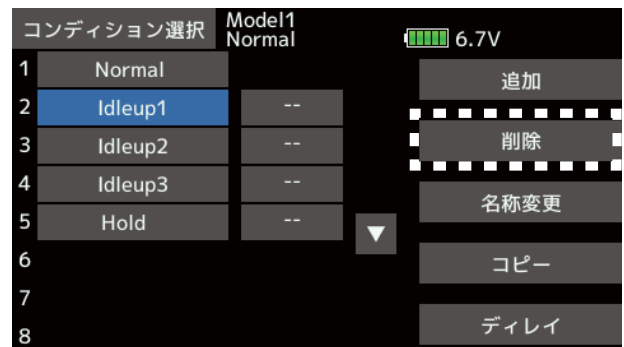 コンディション選択
Model1
Normal
6.7V
1 Normal
2 Idleup1 --
3 Idleup2 --
4 Idleup3 --
5 Hold --
6
7
8
▼
追加
削除
名称変更
コピー
ディレイ